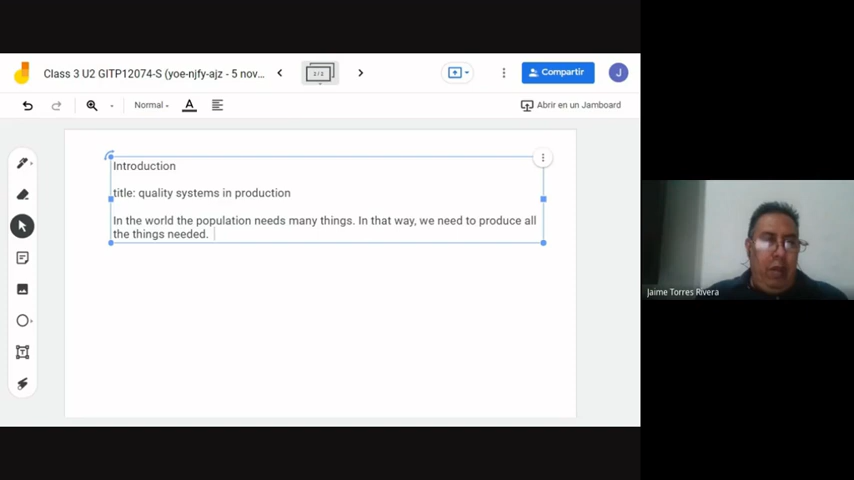 Class 3 U2 GITP12074-S (yoe-njfy-ajz - 5 nov...
2/2
Compartir
J
Normal
A
Abrir en un Jamboard
Introduction
title: quality systems in production
In the world the population needs many things. In that way, we need to produce all
the things needed.
Jaime Torres Rivera